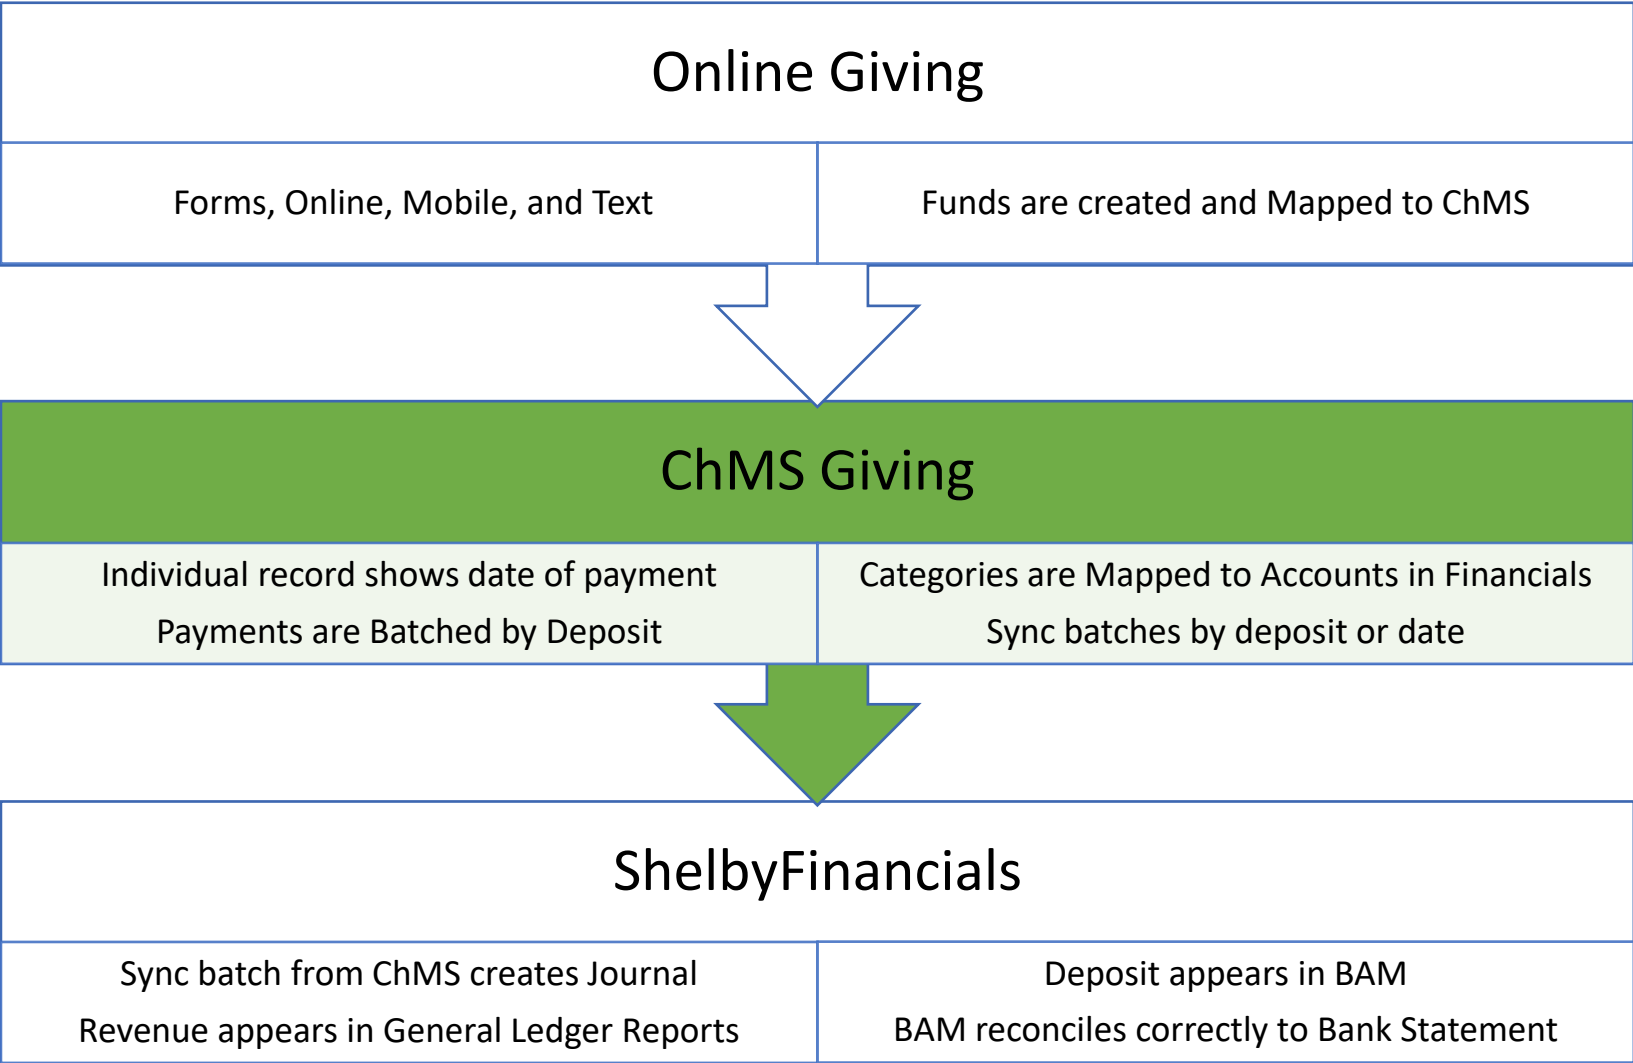 Online Giving
Forms, Online, Mobile, and Text
Funds are created and Mapped to ChMS
ChMS Giving
Individual record shows date of payment
Payments are Batched by Deposit
Categories are Mapped to Accounts in Financials
Sync batches by deposit or date
ShelbyFinancials
Sync batch from ChMS creates Journal
Revenue appears in General Ledger Reports
Deposit appears in BAM
BAM reconciles correctly to Bank Statement